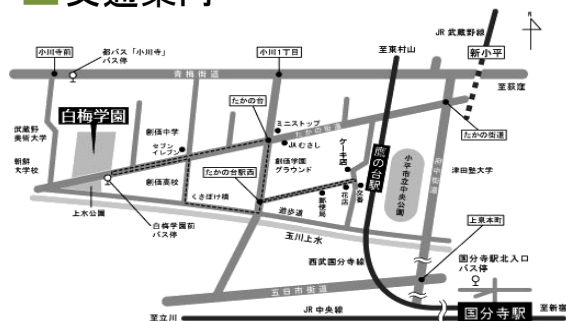 交通案内
JR 武蔵野線
N
小川寺前
都バス「小川寺」
バス停
小川1丁目
至東村山
新小平
青梅街道
至荻窪
白梅学園
たかの台
ミニストップ
たかの街道
たかの街道
武蔵野
美術大学
創価中学
JAむさし
セブン
イレブン
ケーキ店
鷹の台駅
小平市立中央公園
府中街道
津田塾大学
朝鮮
大学校
創価高校
たかの台駅西
創価学園
グラウンド
交番
花店
郵便局
くさぼけ橋
上水公園
遊歩道
白梅学園前
バス停
玉川上水
上泉本町
西武国分寺線
国分寺駅北入口
バス停
五日市街道
至立川
JR 中央線
国分寺駅
至新宿